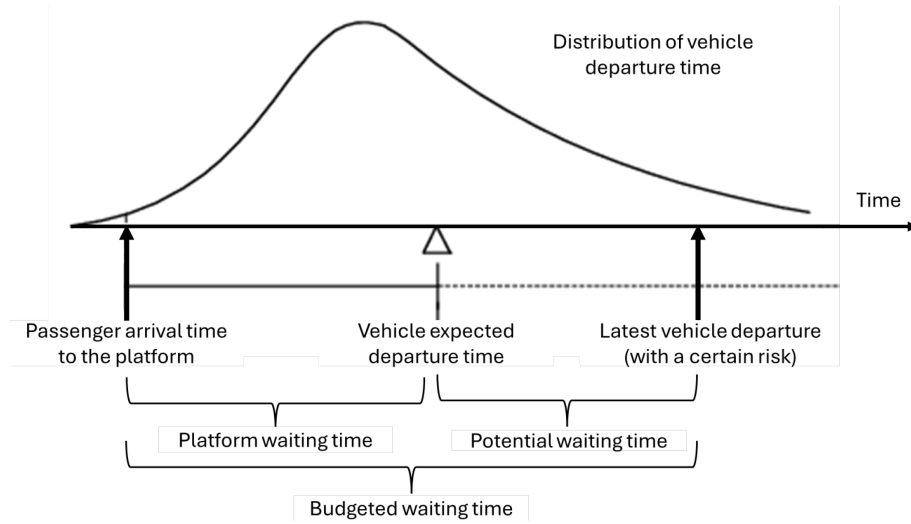 Distribution of vehicle
departure time
Time
Passenger arrival time
to the platform
Vehicle expected
departure time
Latest vehicle departure
(with a certain risk)
Platform waiting time
Potential waiting time
Budgeted waiting time